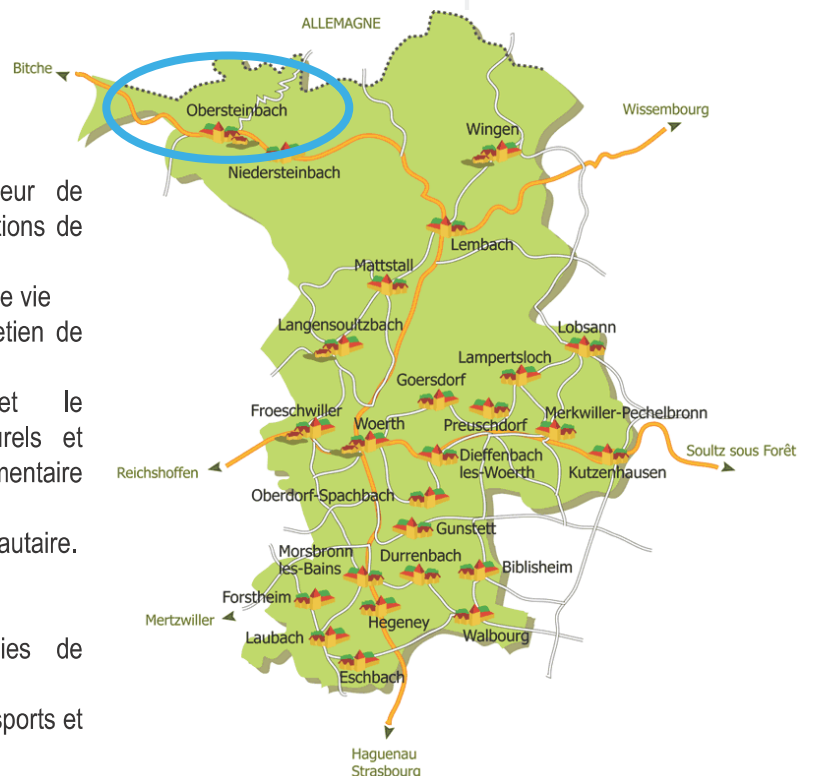 ALLEMAGNE
Bitche
Obersteinbach
Wissembourg
Wingen
Niedersteinbach
eur de
tions de
Lembach
Mattstall
e vie
etien de
Langensoultzbach
Lobsann
Lampertsloch
Goersdorf
et le
urels et
mentaire
Froeschwiller
Woerth
Preuschdorf
Merkwiller-Pechelbronn
Reichshoffen
Dieffenbach
les-Woerth
Kutzenhausen
Soultz sous Forêt
Oberdorf-Spachbach
Gunstett
autaire.
Morsbronn
les-Bains
Durrenbach
Biblisheim
Forstheim
Mertzwiller
Hegeney
Laubach
Walbourg
ies de
Eschbach
sports et
Haguenau
Strasbourg